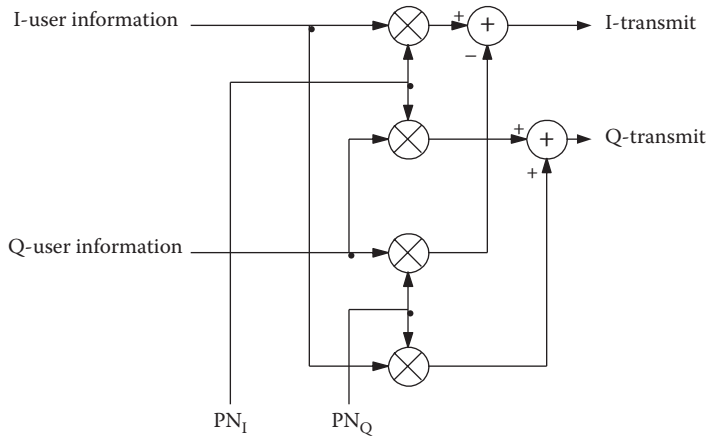 I-user information
+
+
I-transmit
−
+
+
Q-transmit
+
Q-user information
PN_I
PN_Q